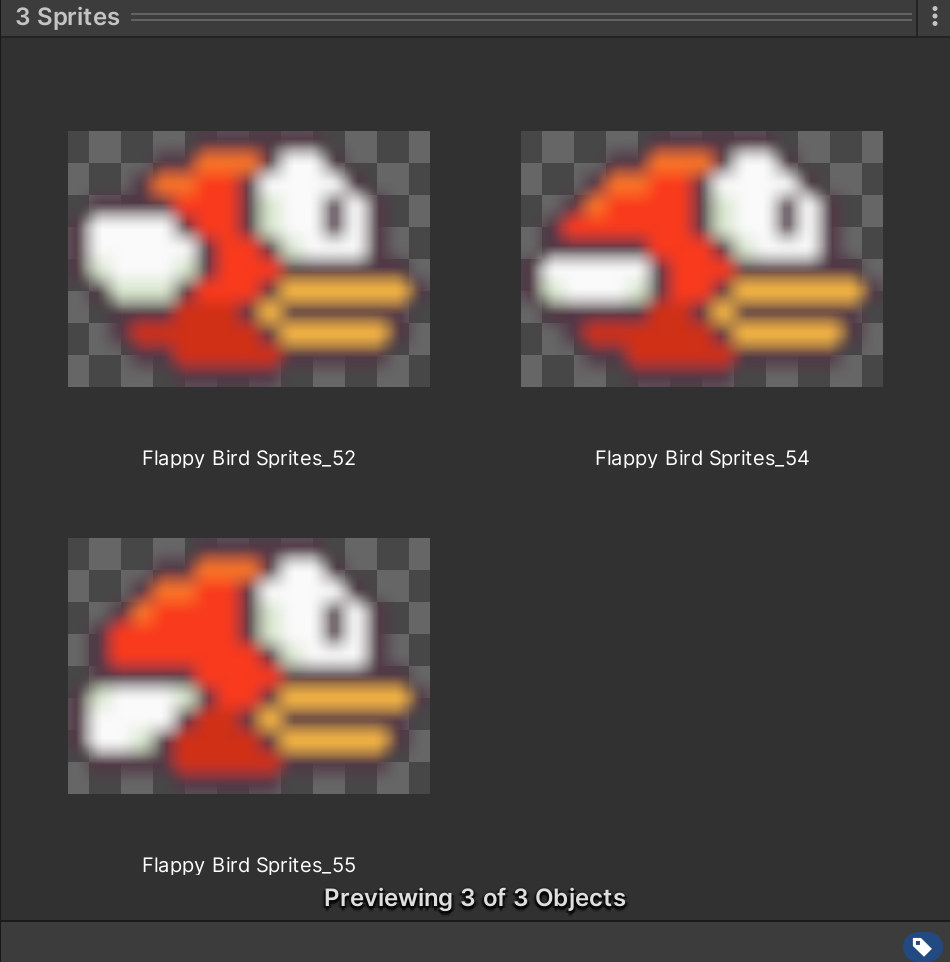 3 Sprites
Flappy Bird Sprites_52
Flappy Bird Sprites_54
Flappy Bird Sprites_55
Previewing 3 of 3 Objects